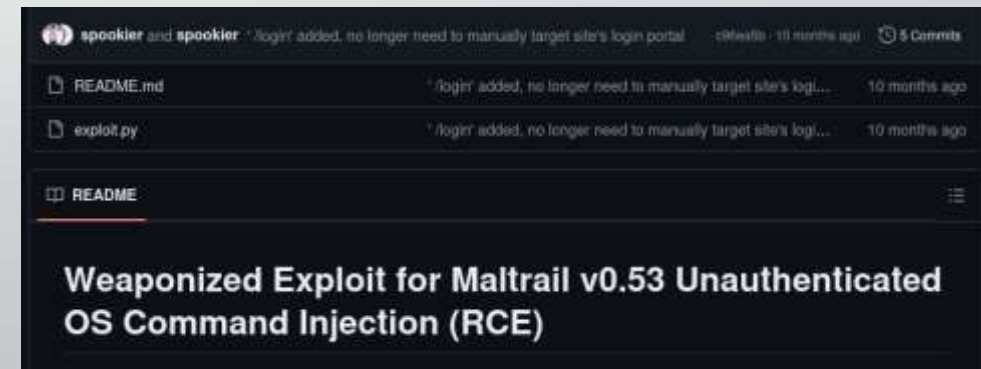 spookier and spookier '/login' added, no longer need to manually target site's login portal 10 months ago 5 Commits
README.md '/login' added, no longer need to manually target site's logi... 10 months ago
exploit.py '/login' added, no longer need to manually target site's logi... 10 months ago
README
Weaponized Exploit for Maltrail v0.53 Unauthenticated
OS Command Injection (RCE)